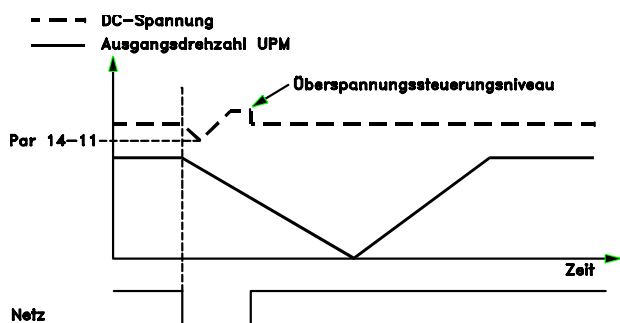 DC-Spannung
Ausgangsdrehzahl UPM
Überspannungssteuerungsniveau
Par 14-11
Zeit
Netz